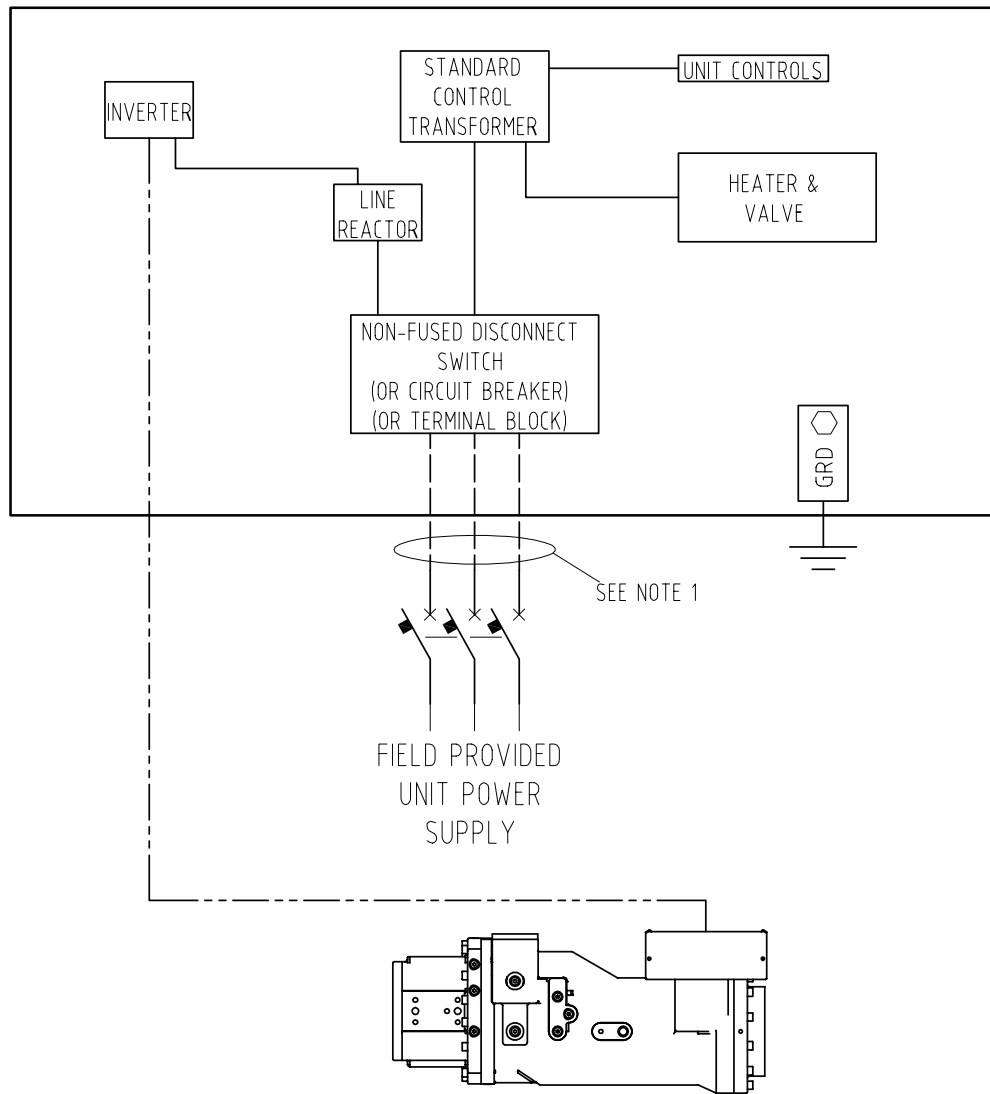 STANDARD
CONTROL
TRANSFORMER
UNIT CONTROLS
INVERTER
HEATER &
VALVE
LINE
REACTOR
NON-FUSED DISCONNECT
SWITCH
(OR CIRCUIT BREAKER)
(OR TERMINAL BLOCK)
GRD
SEE NOTE 1
FIELD PROVIDED
UNIT POWER
SUPPLY